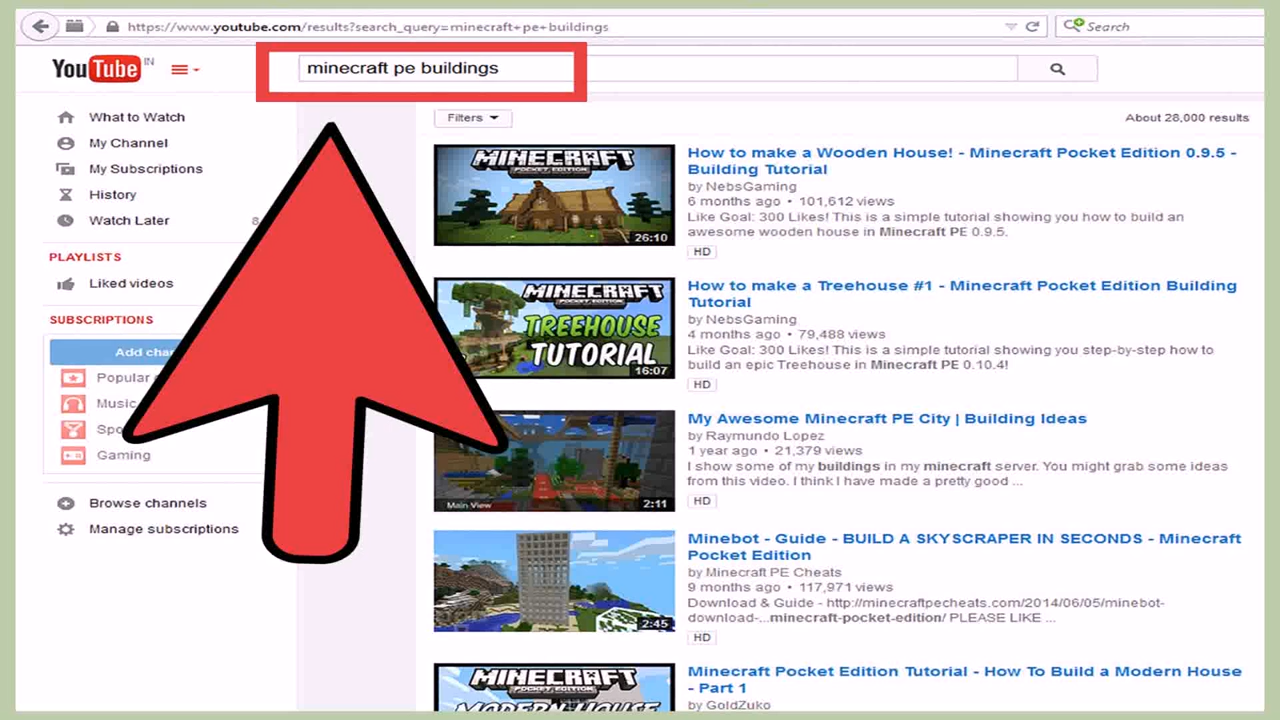 https://www.youtube.com/results?search_query=minecraft+pe+buildings
Search
YouTube IN
minecraft pe buildings
What to Watch
My Channel
My Subscriptions
History
Watch Later
8
PLAYLISTS
Liked videos
SUBSCRIPTIONS
Add
Popular
Music
Gaming
Browse channels
Manage subscriptions
Filters
About 28,000 results
MINECRAFT
POCKET EDITION
26:10
How to make a Wooden House! - Minecraft Pocket Edition 0.9.5 -
Building Tutorial
by NebsGaming
6 months ago • 101,612 views
Like Goal: 300 Likes! This is a simple tutorial showing you how to build an
awesome wooden house in Minecraft PE 0.9.5.
HD
MINECRAFT
POCKET EDITION
TREEHOUSE
TUTORIAL
16:07
How to make a Treehouse #1 - Minecraft Pocket Edition Building
Tutorial
by NebsGaming
4 months ago • 79,488 views
Like Goal: 300 Likes! This is a simple tutorial showing you step-by-step how to
build an epic Treehouse in Minecraft PE 0.10.4!
HD
Main View
2:11
My Awesome Minecraft PE City | Building Ideas
by Raymundo Lopez
1 year ago • 21,379 views
I show some of my buildings in my minecraft server. You might grab some ideas
from this video. I think I have made a pretty good ...
HD
2:45
Minebot - Guide - BUILD A SKYSCRAPER IN SECONDS - Minecraft
Pocket Edition
by Minecraft PE Cheats
9 months ago • 117,971 views
Download & Guide - http://minecraftpecheats.com/2014/06/05/minebot-
download-...minecraft-pocket-edition/ PLEASE LIKE ...
HD
MINECRAFT
POCKET EDITION
MODERN HOUSE
Minecraft Pocket Edition Tutorial - How To Build a Modern House
- Part 1
by GoldZuko